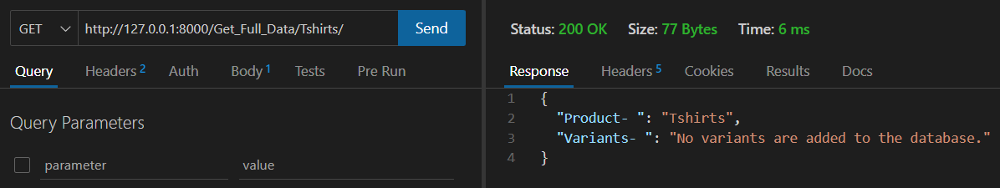 GET http://127.0.0.1:8000/Get_Full_Data/Tshirts/ Send
Query Headers 2 Auth Body 1 Tests Pre Run
Query Parameters
parameter value
Status: 200 OK Size: 77 Bytes Time: 6 ms
Response Headers 5 Cookies Results Docs
1 {
2 "Product- ": "Tshirts",
3 "Variants- ": "No variants are added to the database."
4 }